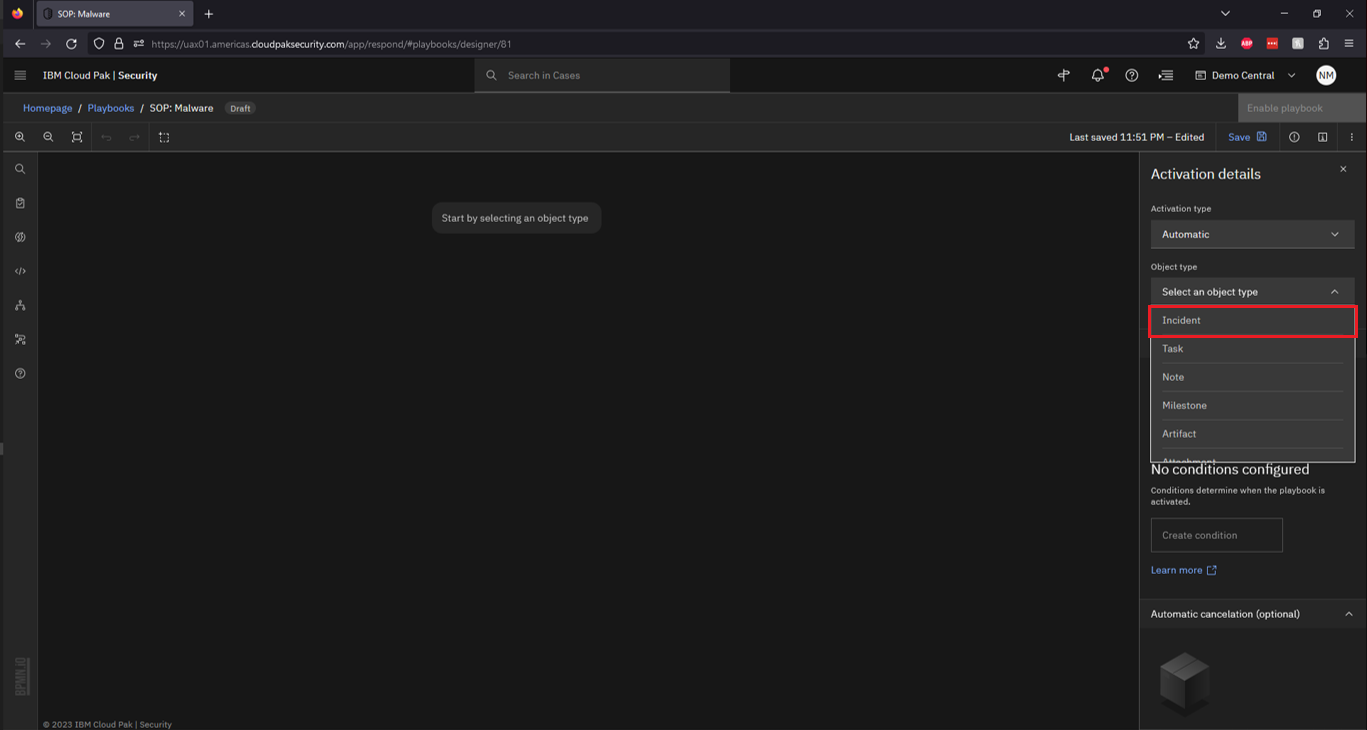 SOP: Malware
https://uax01.americas.cloudpaksecurity.com/app/respond/#playbooks/designer/81
ABP
IBM Cloud Pak | Security
Search in Cases
Demo Central
NM
Homepage / Playbooks / SOP: Malware Draft
Enable playbook
Last saved 11:51 PM – Edited
Save
Start by selecting an object type
Activation details
Activation type
Automatic
Object type
Select an object type
Incident
Task
Note
Milestone
Artifact
Attachment
No conditions configured
Conditions determine when the playbook is
activated.
Create condition
Learn more
Automatic cancelation (optional)
BPMN.iO
© 2023 IBM Cloud Pak | Security